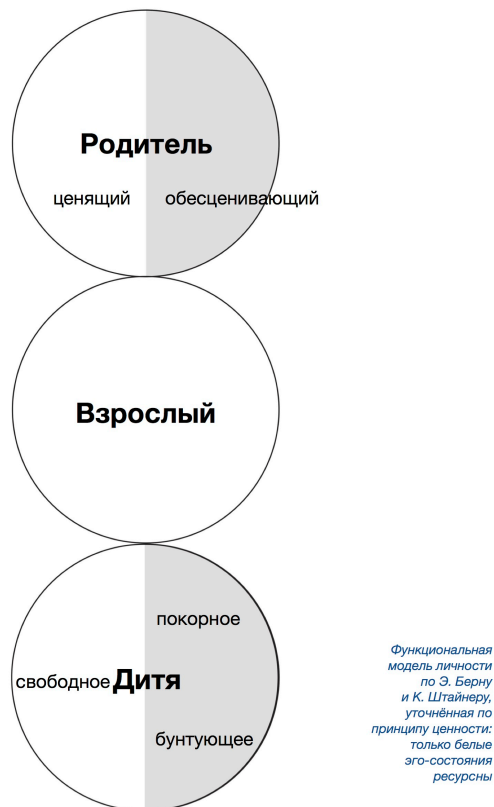 Родитель
ценящий обесценивающий
Взрослый
покорное
свободное Дитя
бунтующее
Функциональная
модель личности
по Э. Берну
и К. Штайнеру,
уточнённая по
принципу ценности:
только белые
эго-состояния
ресурсны